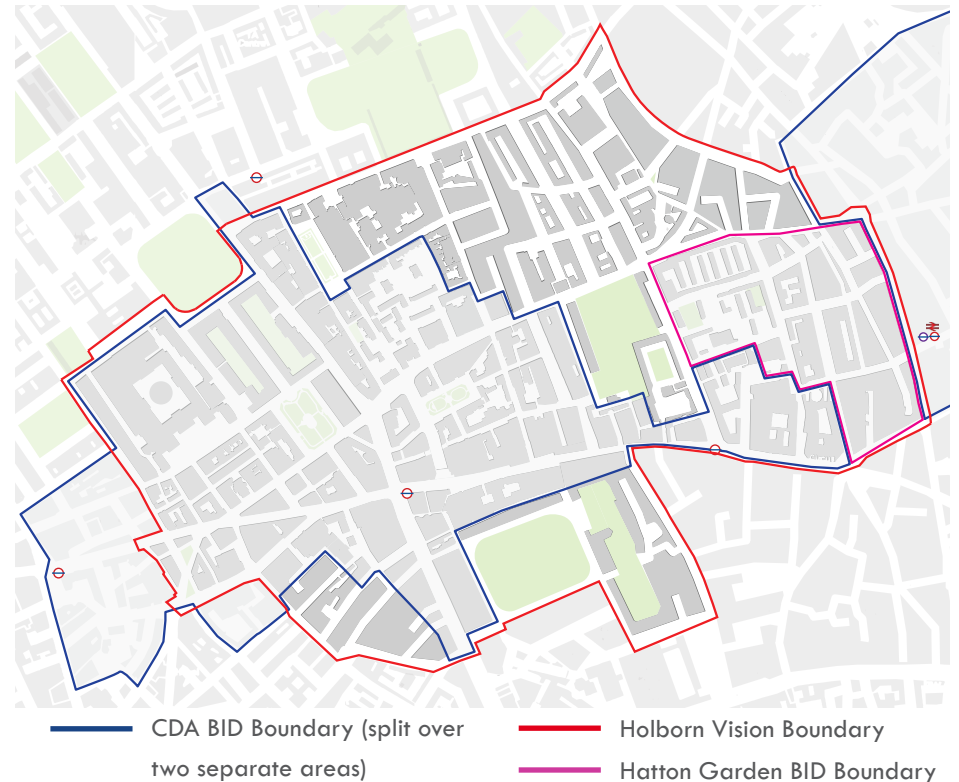 CDA BID Boundary (split over
two separate areas)
Holborn Vision Boundary
Hatton Garden BID Boundary